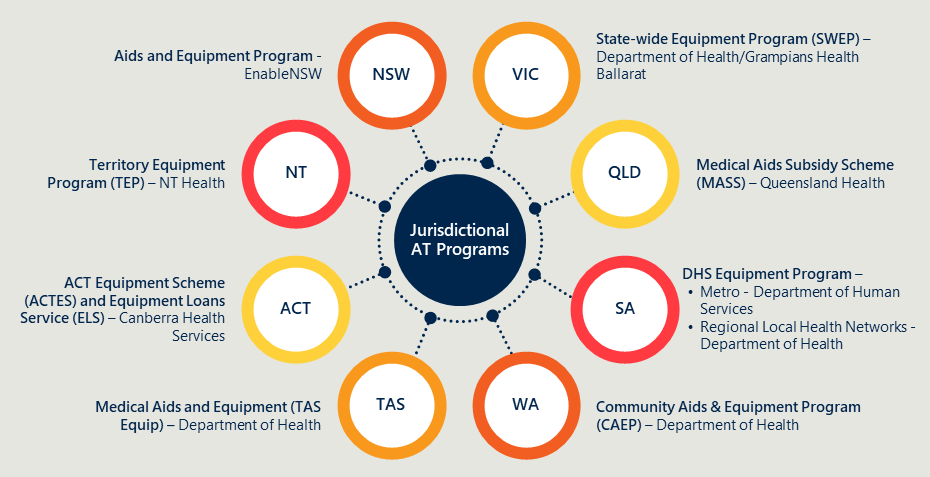 Jurisdictional
AT Programs
NSW
Aids and Equipment Program -
EnableNSW
VIC
State-wide Equipment Program (SWEP) –
Department of Health/Grampians Health
Ballarat
NT
Territory Equipment
Program (TEP) – NT Health
QLD
Medical Aids Subsidy Scheme
(MASS) – Queensland Health
ACT
ACT Equipment Scheme
(ACTES) and Equipment Loans
Service (ELS) – Canberra Health
Services
SA
DHS Equipment Program –
• Metro - Department of Human
Services
• Regional Local Health Networks -
Department of Health
TAS
Medical Aids and Equipment (TAS
Equip) – Department of Health
WA
Community Aids & Equipment Program
(CAEP) – Department of Health